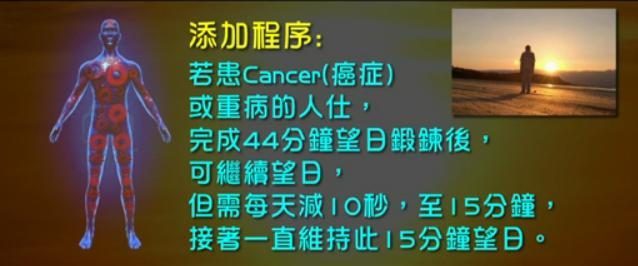 添加程序:
若患Cancer(癌症)
或重病的人仕，
完成44分鐘望日鍛鍊後，
可繼續望日，
但需每天減10秒，至15分鐘，
接著一直維持此15分鐘望日。